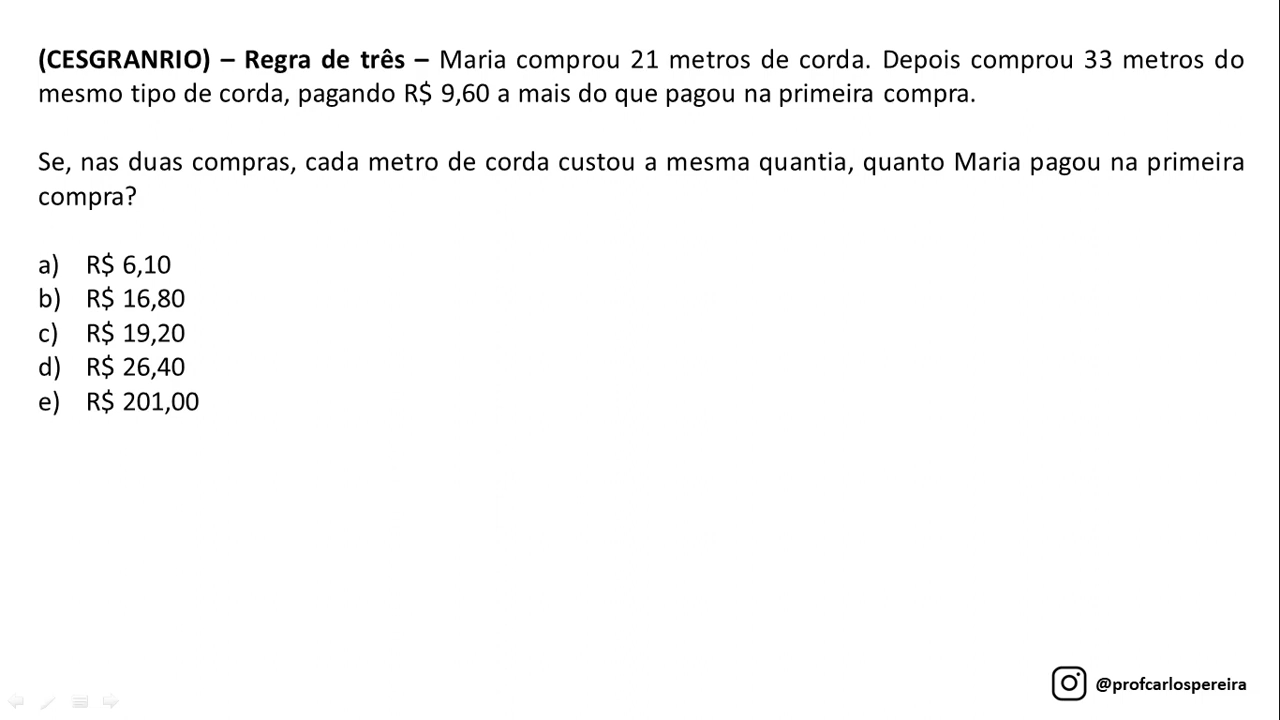 (CESGRANRIO) – Regra de três – Maria comprou 21 metros de corda. Depois comprou 33 metros do
mesmo tipo de corda, pagando R$ 9,60 a mais do que pagou na primeira compra.
Se, nas duas compras, cada metro de corda custou a mesma quantia, quanto Maria pagou na primeira
compra?
a) R$ 6,10
b) R$ 16,80
c) R$ 19,20
d) R$ 26,40
e) R$ 201,00
@profcarlospereira